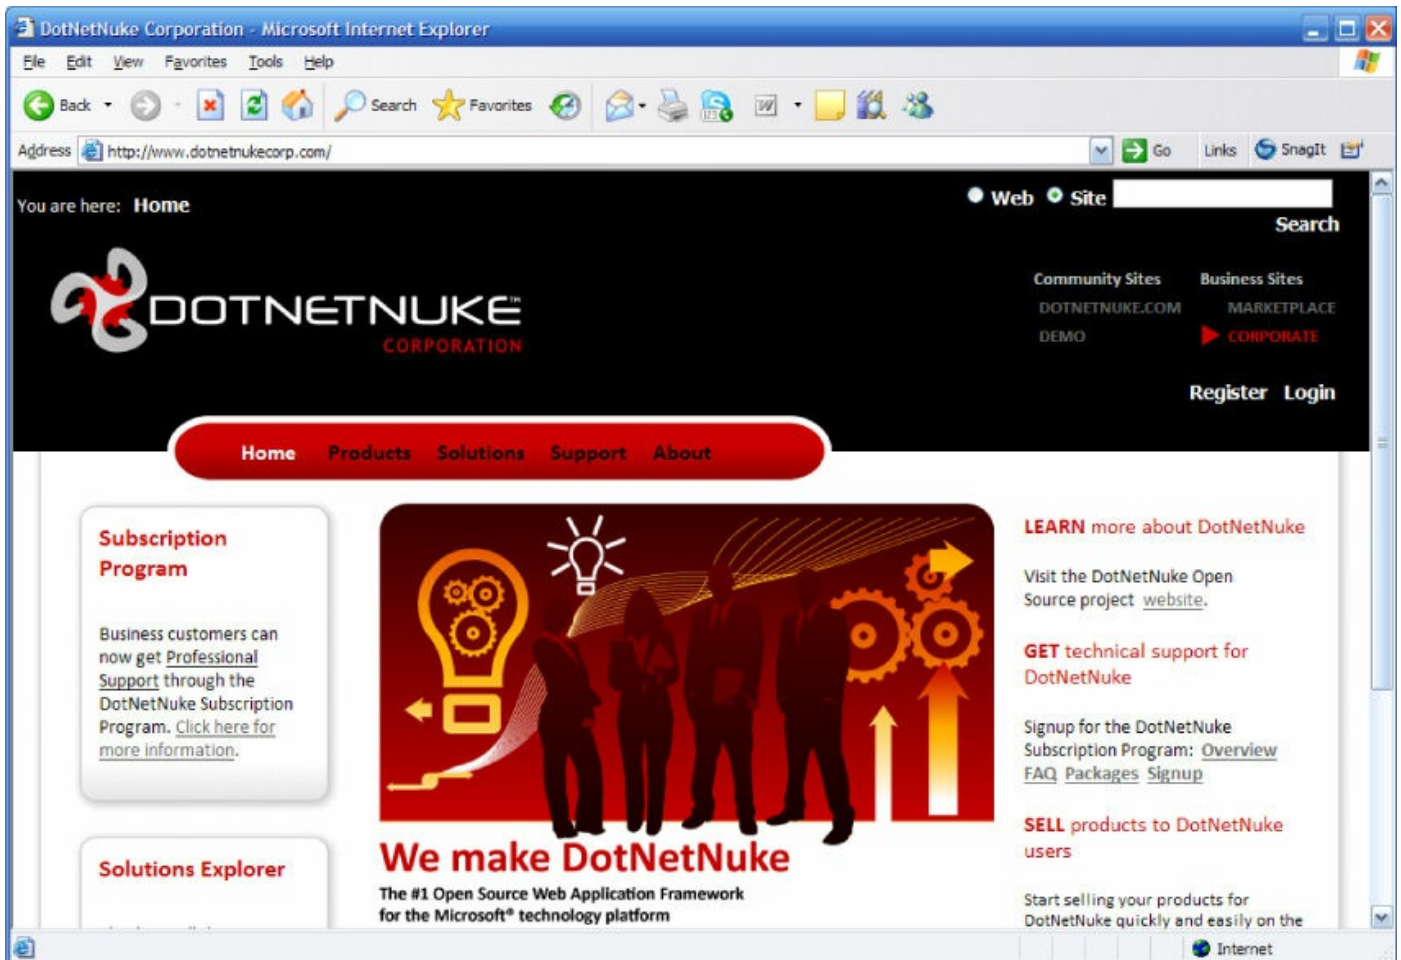 DotNetNuke Corporation - Microsoft Internet Explorer
File Edit View Favorites Tools Help
Back Search Favorites
Address http://www.dotnetnukecorp.com/ Go Links SnagIt
You are here: Home
Web Site
Search
Community Sites Business Sites
DOTNETNUKE.COM MARKETPLACE
DEMO CORPORATE
DOTNETNUKE™
CORPORATION
Register Login
Home Products Solutions Support About
Subscription
Program
Business customers can
now get Professional
Support through the
DotNetNuke Subscription
Program. Click here for
more information.
Solutions Explorer
We make DotNetNuke
The #1 Open Source Web Application Framework
for the Microsoft® technology platform
LEARN more about DotNetNuke
Visit the DotNetNuke Open
Source project website.
GET technical support for
DotNetNuke
Signup for the DotNetNuke
Subscription Program: Overview
FAQ Packages Signup
SELL products to DotNetNuke
users
Start selling your products for
DotNetNuke quickly and easily on the
Internet